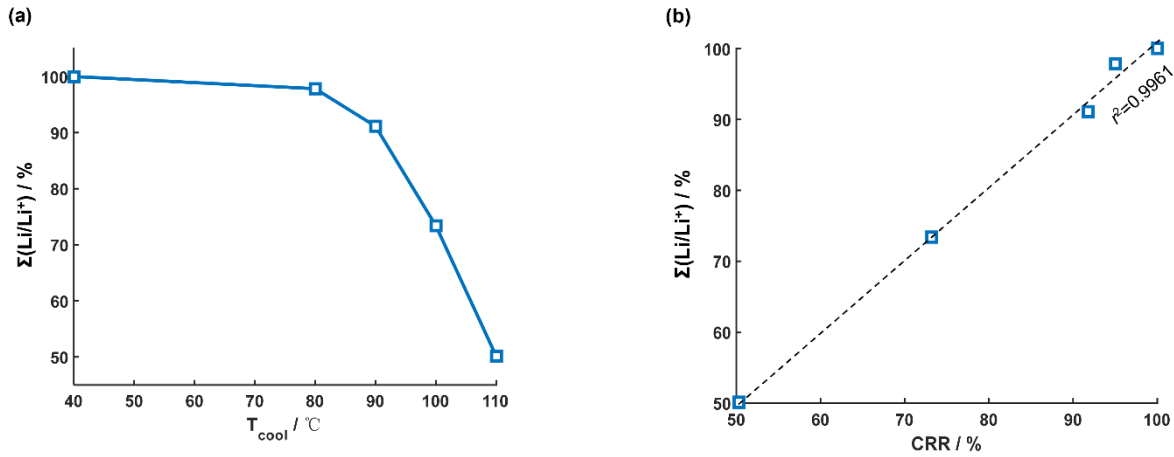 (a)
100
90
80
70
60
50
Σ(Li/Li⁺) / %
40 50 60 70 80 90 100 110
T_cool / ℃
(b)
100
90
80
70
60
50
Σ(Li/Li⁺) / %
r²=0.9961
50 60 70 80 90 100
CRR / %